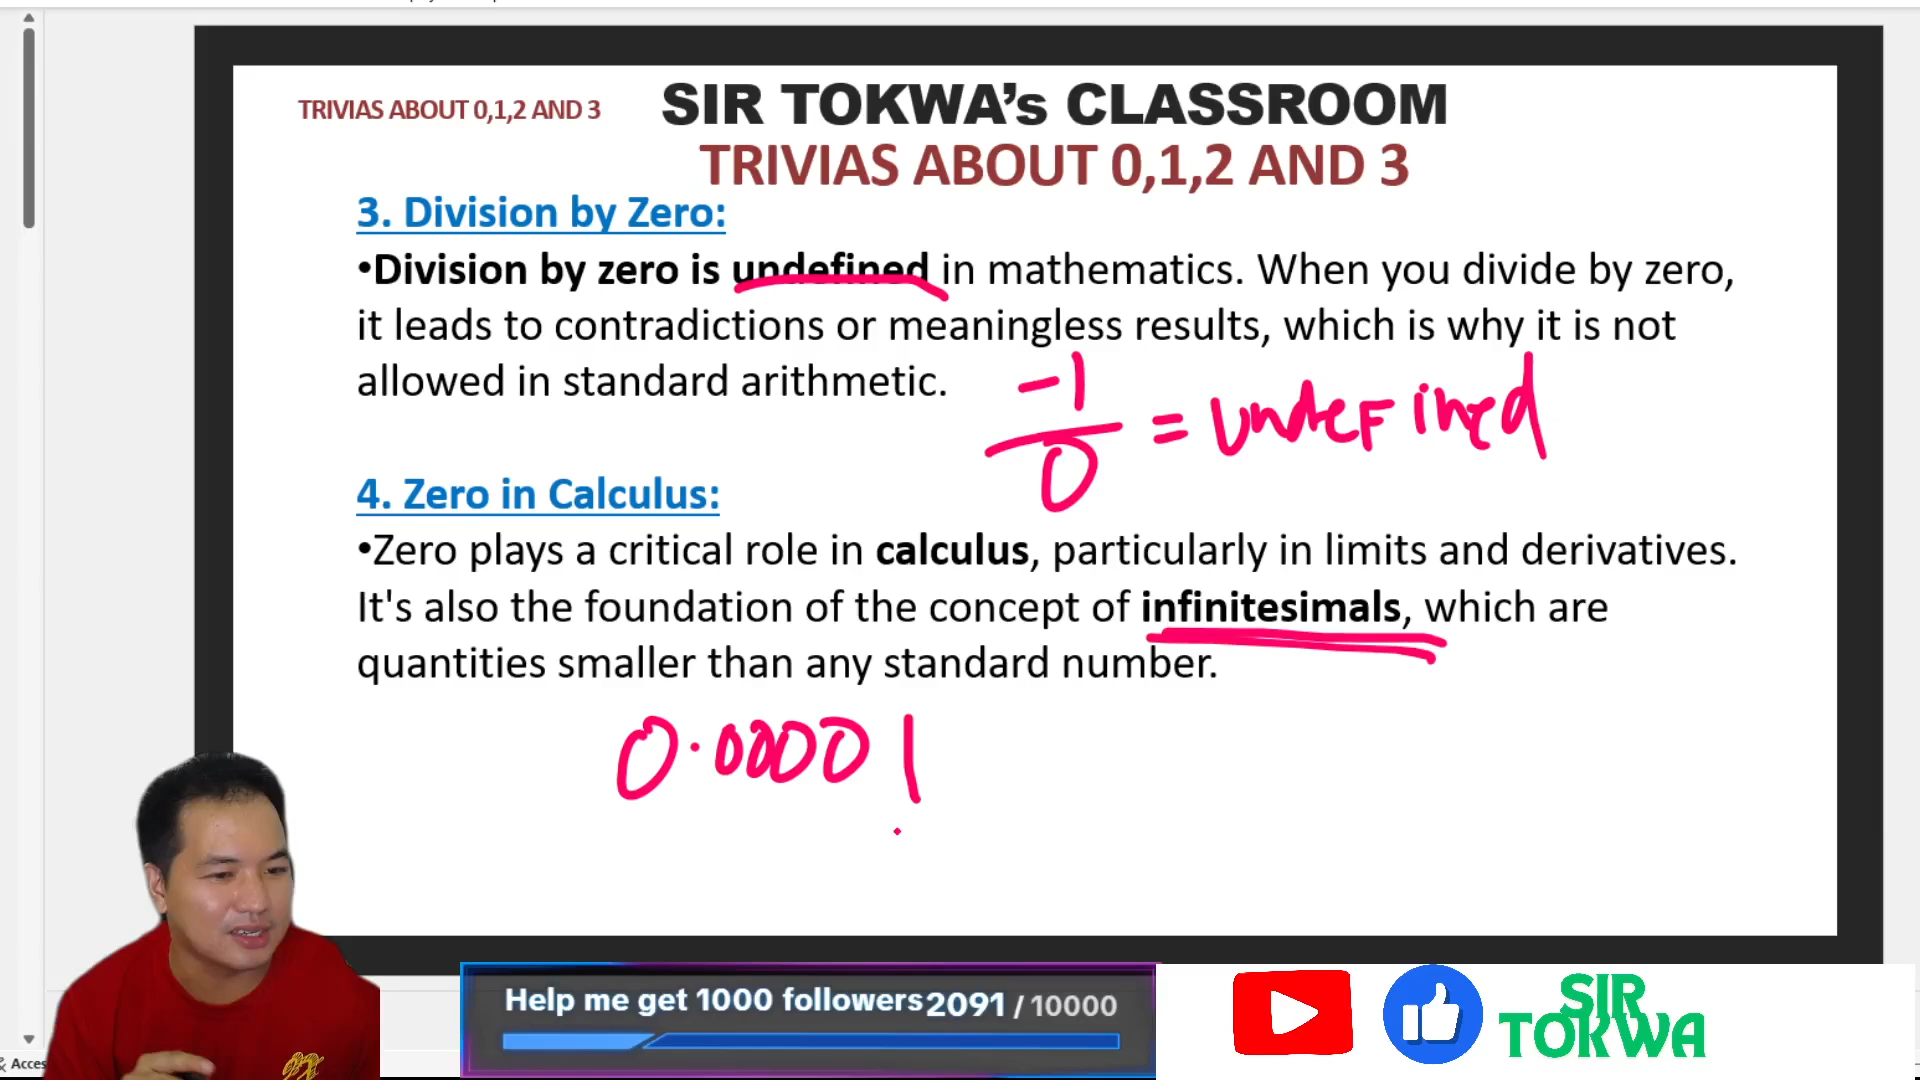 TRIVIAS ABOUT 0,1,2 AND 3
SIR TOKWA's CLASSROOM
TRIVIAS ABOUT 0,1,2 AND 3
3. Division by Zero:
•Division by zero is undefined in mathematics. When you divide by zero,
it leads to contradictions or meaningless results, which is why it is not
allowed in standard arithmetic.
-1
0
= undefined
4. Zero in Calculus:
•Zero plays a critical role in calculus, particularly in limits and derivatives.
It's also the foundation of the concept of infinitesimals, which are
quantities smaller than any standard number.
0.00001
Help me get 1000 followers 2091 / 10000
SIR
TOKWA